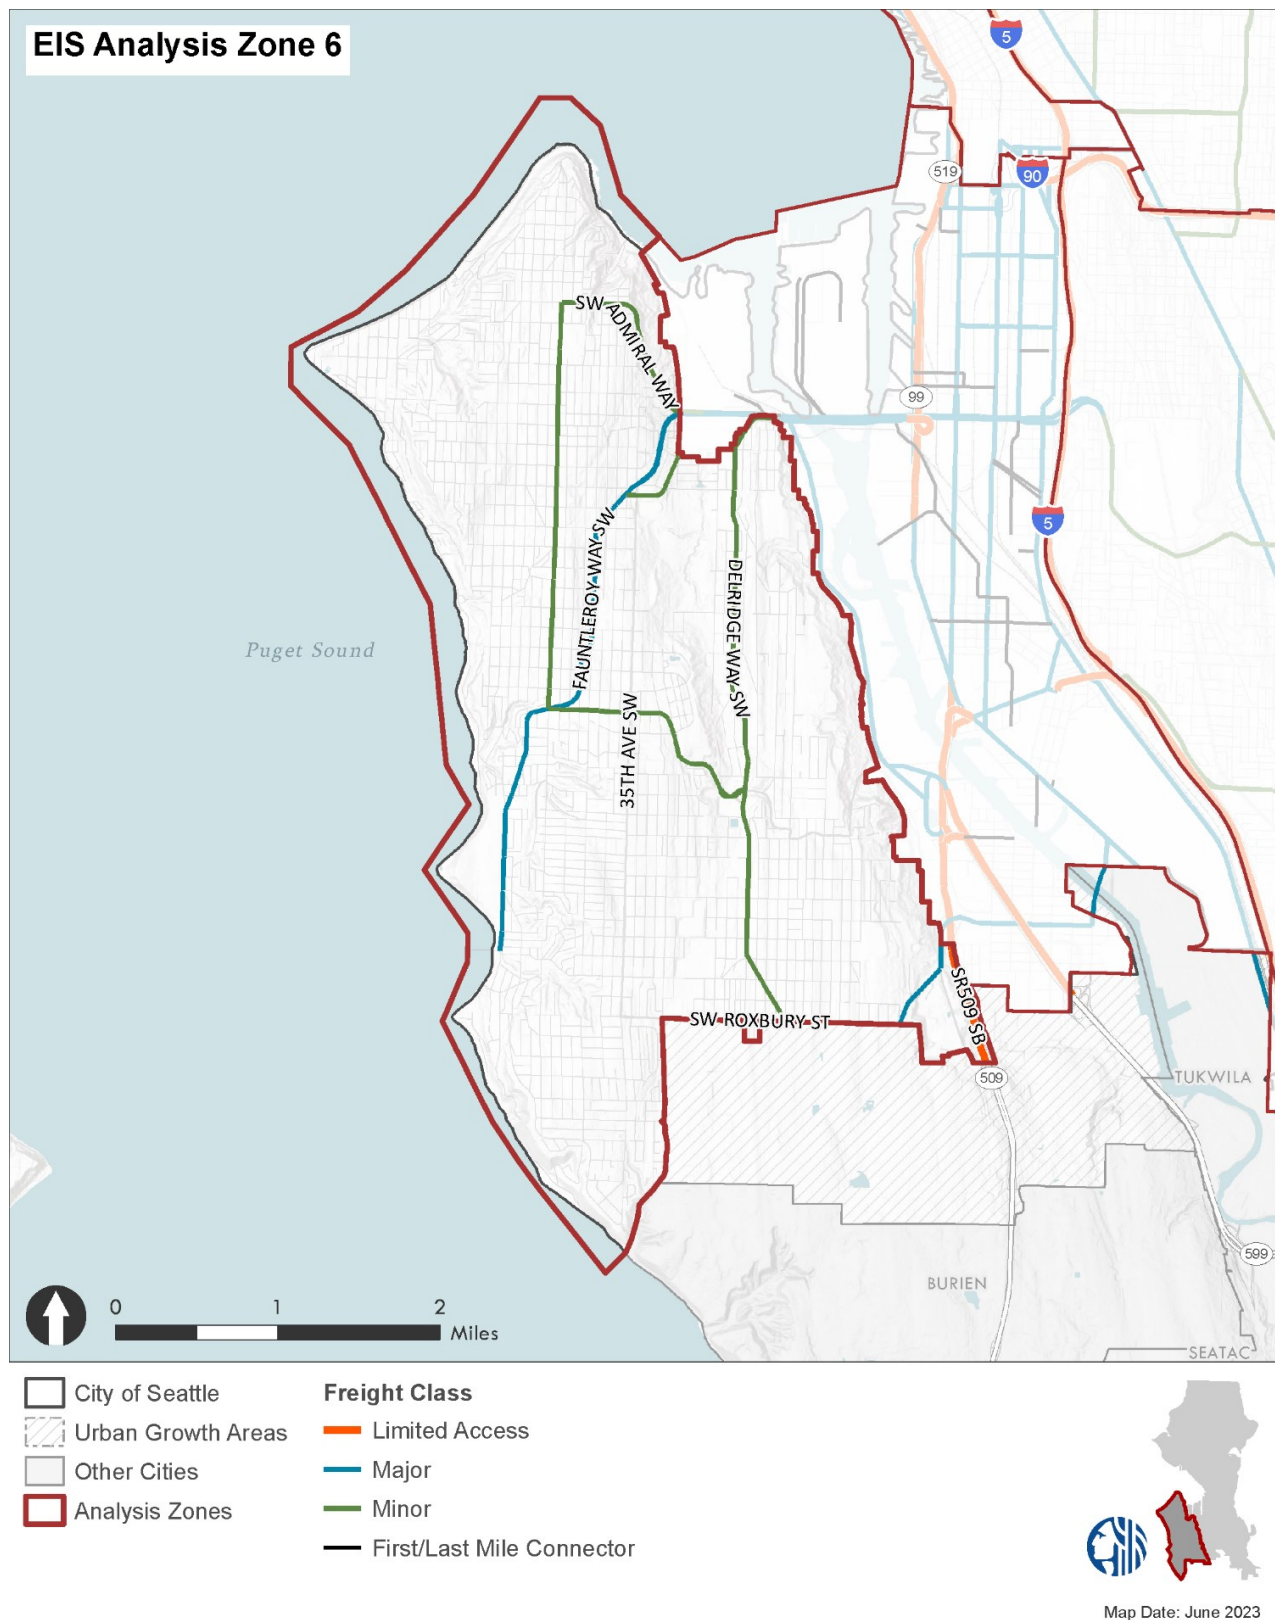 EIS Analysis Zone 6
5
519
90
SW ADMIRAL WAY
99
5
FAUNTLEROY WAY SW
DELRIDGE WAY SW
Puget Sound
35TH AVE SW
SR509 SB
SW ROXBURY ST
509
TUKWILA
599
BURIEN
SEATAC
0 1 2
Miles
City of Seattle
Urban Growth Areas
Other Cities
Analysis Zones
Freight Class
Limited Access
Major
Minor
First/Last Mile Connector
Map Date: June 2023